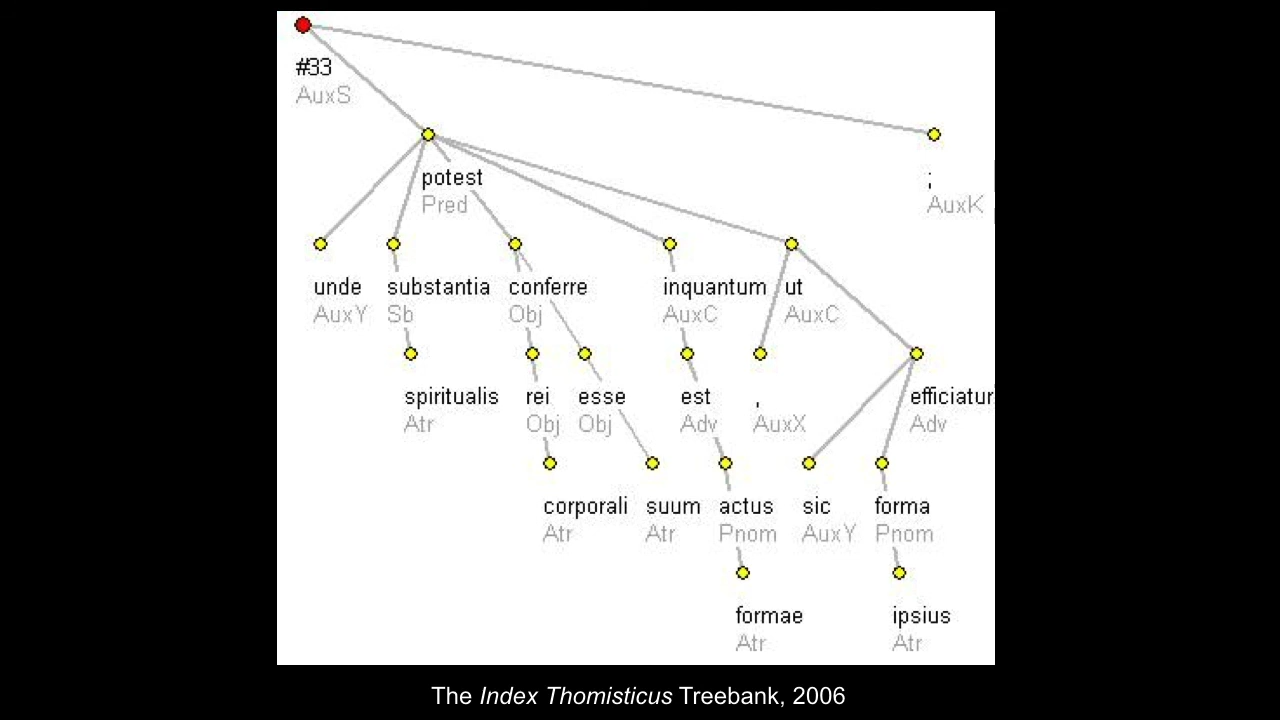 #33
AuxS
potest
Pred
;
AuxK
unde substantia conferre inquantum ut
AuxY Sb Obj AuxC AuxC
spiritualis rei esse est , efficiatur
Atr Obj Obj Adv AuxX Adv
corporali suum actus sic forma
Atr Atr Pnom AuxY Pnom
formae ipsius
Atr Atr
The Index Thomisticus Treebank, 2006